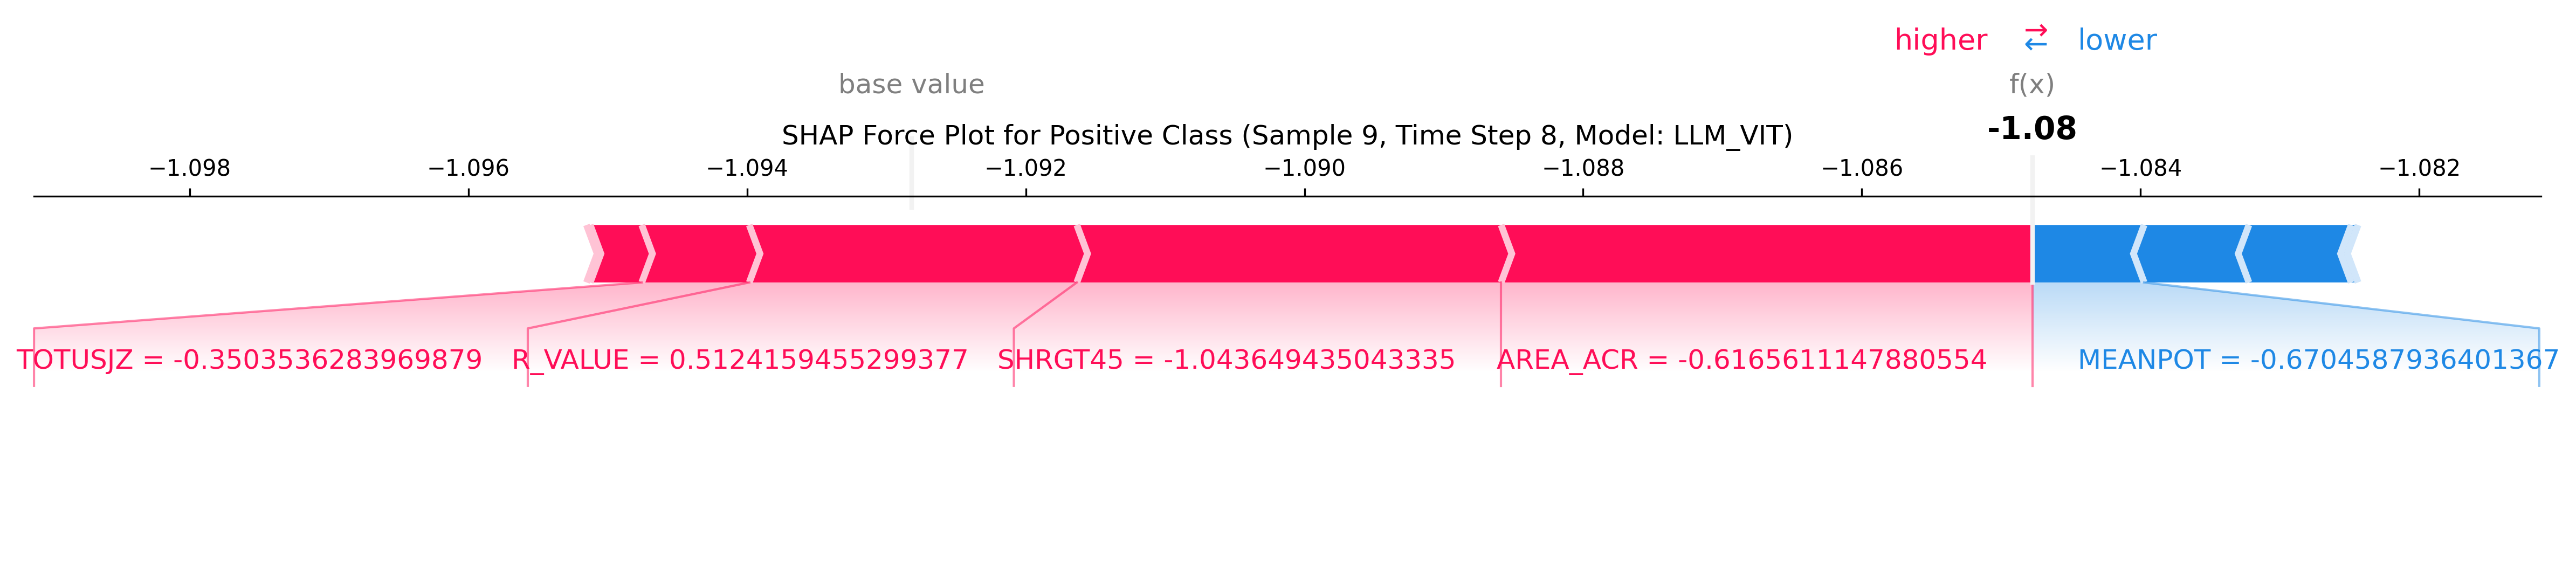 higher ⇄ lower
base value f(x)
SHAP Force Plot for Positive Class (Sample 9, Time Step 8, Model: LLM_VIT) -1.08
−1.098 −1.096 −1.094 −1.092 −1.090 −1.088 −1.086 −1.084 −1.082
TOTUSJZ = -0.3503536283969879 R_VALUE = 0.5124159455299377 SHRGT45 = -1.043649435043335 AREA_ACR = -0.6165611147880554 MEANPOT = -0.6704587936401367